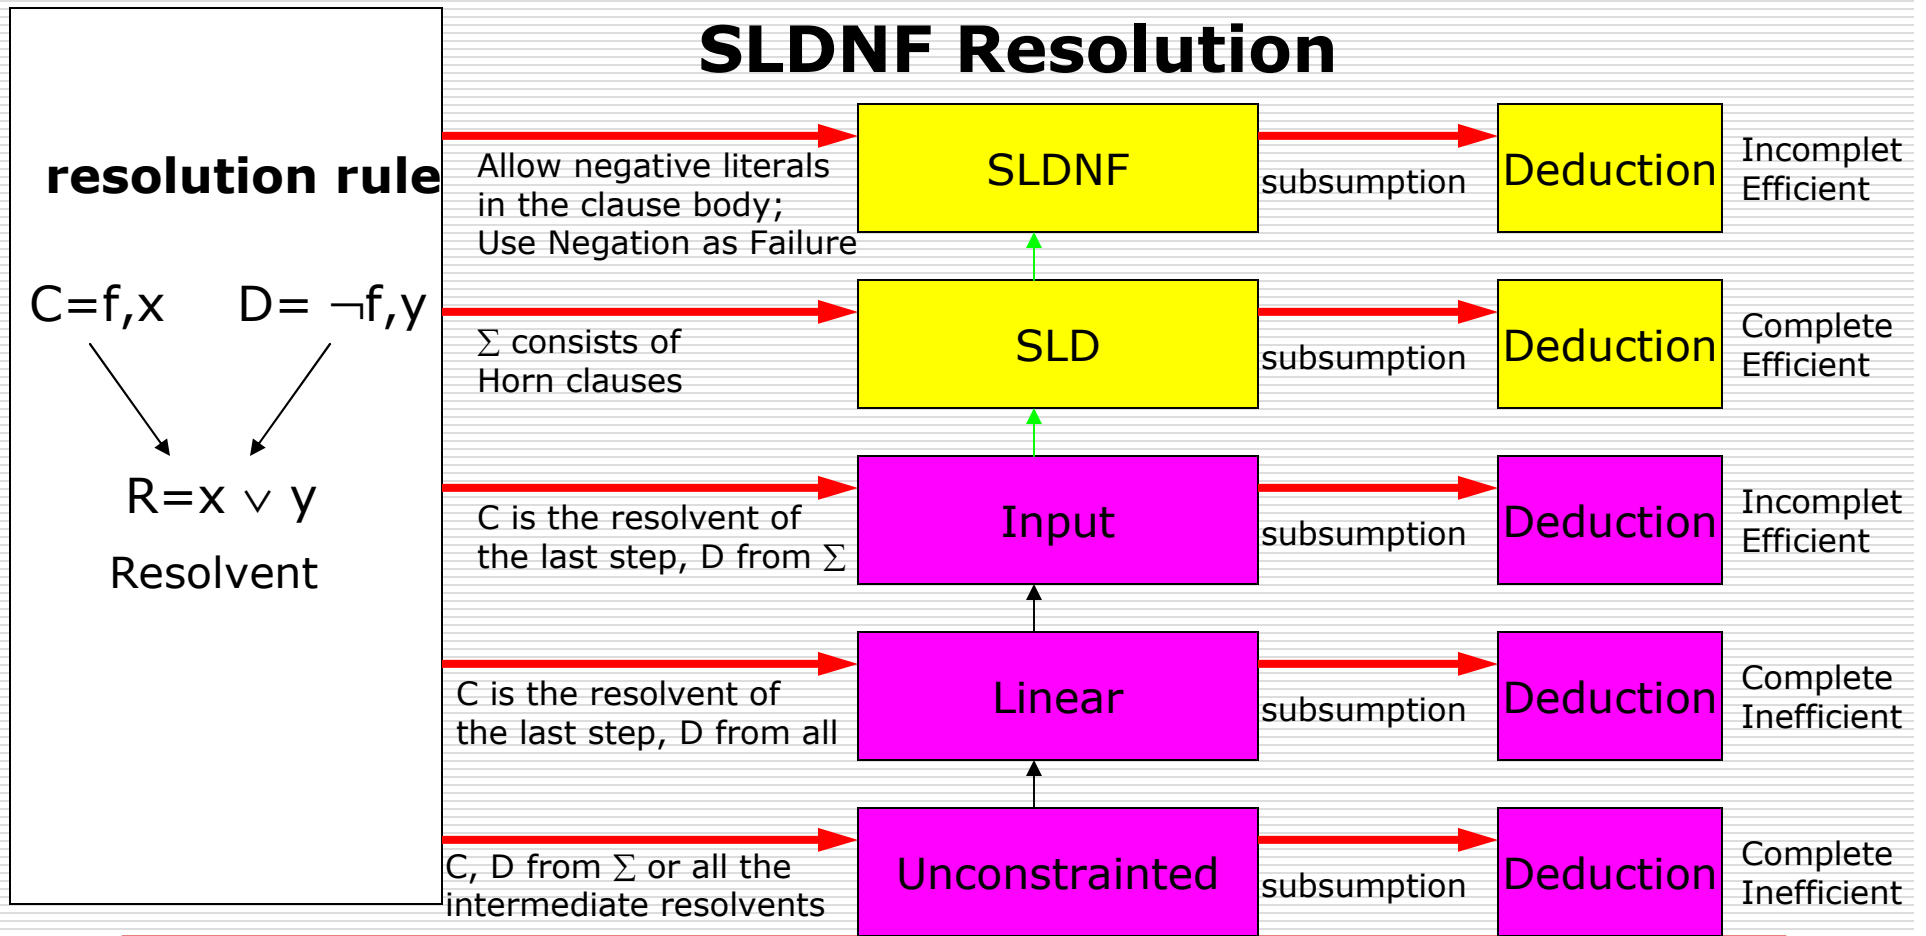 SLDNF Resolution
resolution rule
C=f,x
D= ¬f,y
R=x ∨ y
Resolvent
Allow negative literals
in the clause body;
Use Negation as Failure
SLDNF
subsumption
Deduction
Incomplet
Efficient
Σ consists of
Horn clauses
SLD
subsumption
Deduction
Complete
Efficient
C is the resolvent of
the last step, D from Σ
Input
subsumption
Deduction
Incomplet
Efficient
C is the resolvent of
the last step, D from all
Linear
subsumption
Deduction
Complete
Inefficient
C, D from Σ or all the
intermediate resolvents
Unconstrainted
subsumption
Deduction
Complete
Inefficient